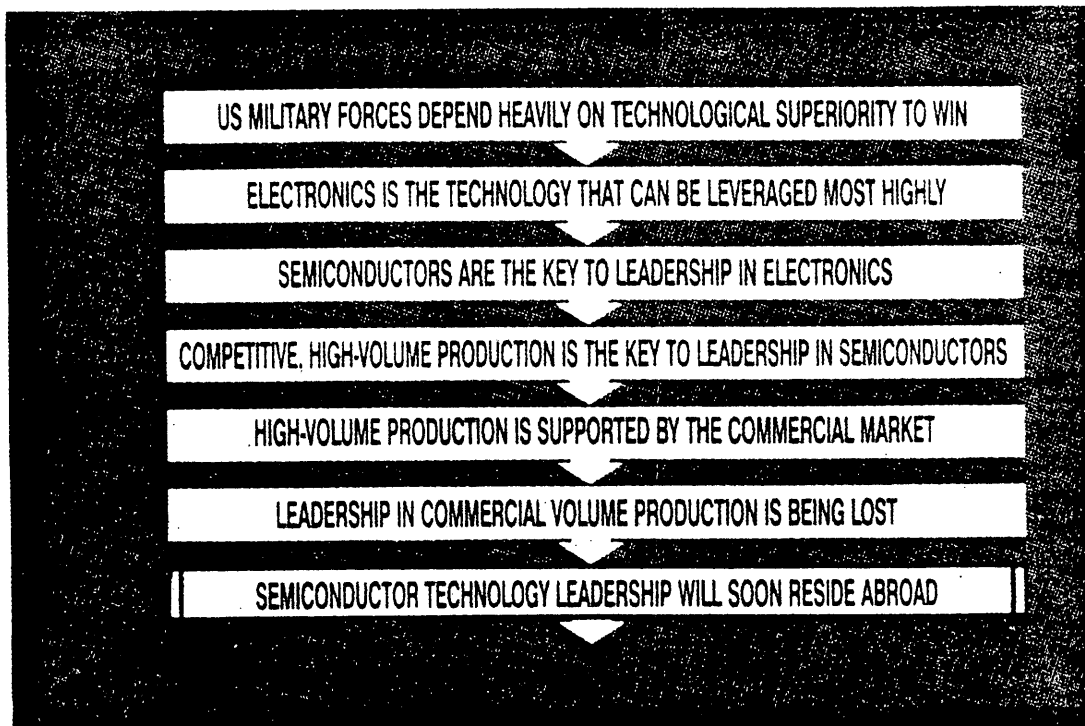 US MILITARY FORCES DEPEND HEAVILY ON TECHNOLOGICAL SUPERIORITY TO WIN
ELECTRONICS IS THE TECHNOLOGY THAT CAN BE LEVERAGED MOST HIGHLY
SEMICONDUCTORS ARE THE KEY TO LEADERSHIP IN ELECTRONICS
COMPETITIVE, HIGH-VOLUME PRODUCTION IS THE KEY TO LEADERSHIP IN SEMICONDUCTORS
HIGH-VOLUME PRODUCTION IS SUPPORTED BY THE COMMERCIAL MARKET
LEADERSHIP IN COMMERCIAL VOLUME PRODUCTION IS BEING LOST
SEMICONDUCTOR TECHNOLOGY LEADERSHIP WILL SOON RESIDE ABROAD